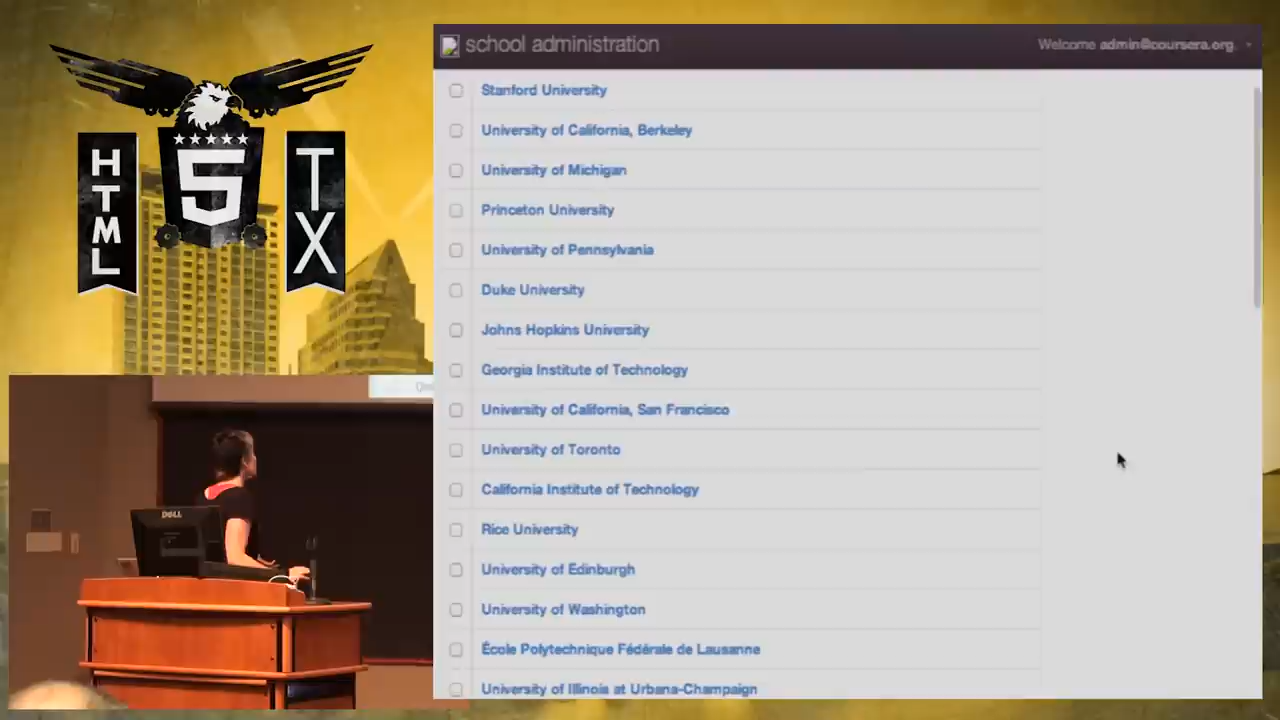 HTML
5
TX
school administration
Welcome admin@coursera.org
Stanford University
University of California, Berkeley
University of Michigan
Princeton University
University of Pennsylvania
Duke University
Johns Hopkins University
Georgia Institute of Technology
University of California, San Francisco
University of Toronto
California Institute of Technology
Rice University
University of Edinburgh
University of Washington
École Polytechnique Fédérale de Lausanne
University of Illinois at Urbana-Champaign
DELL